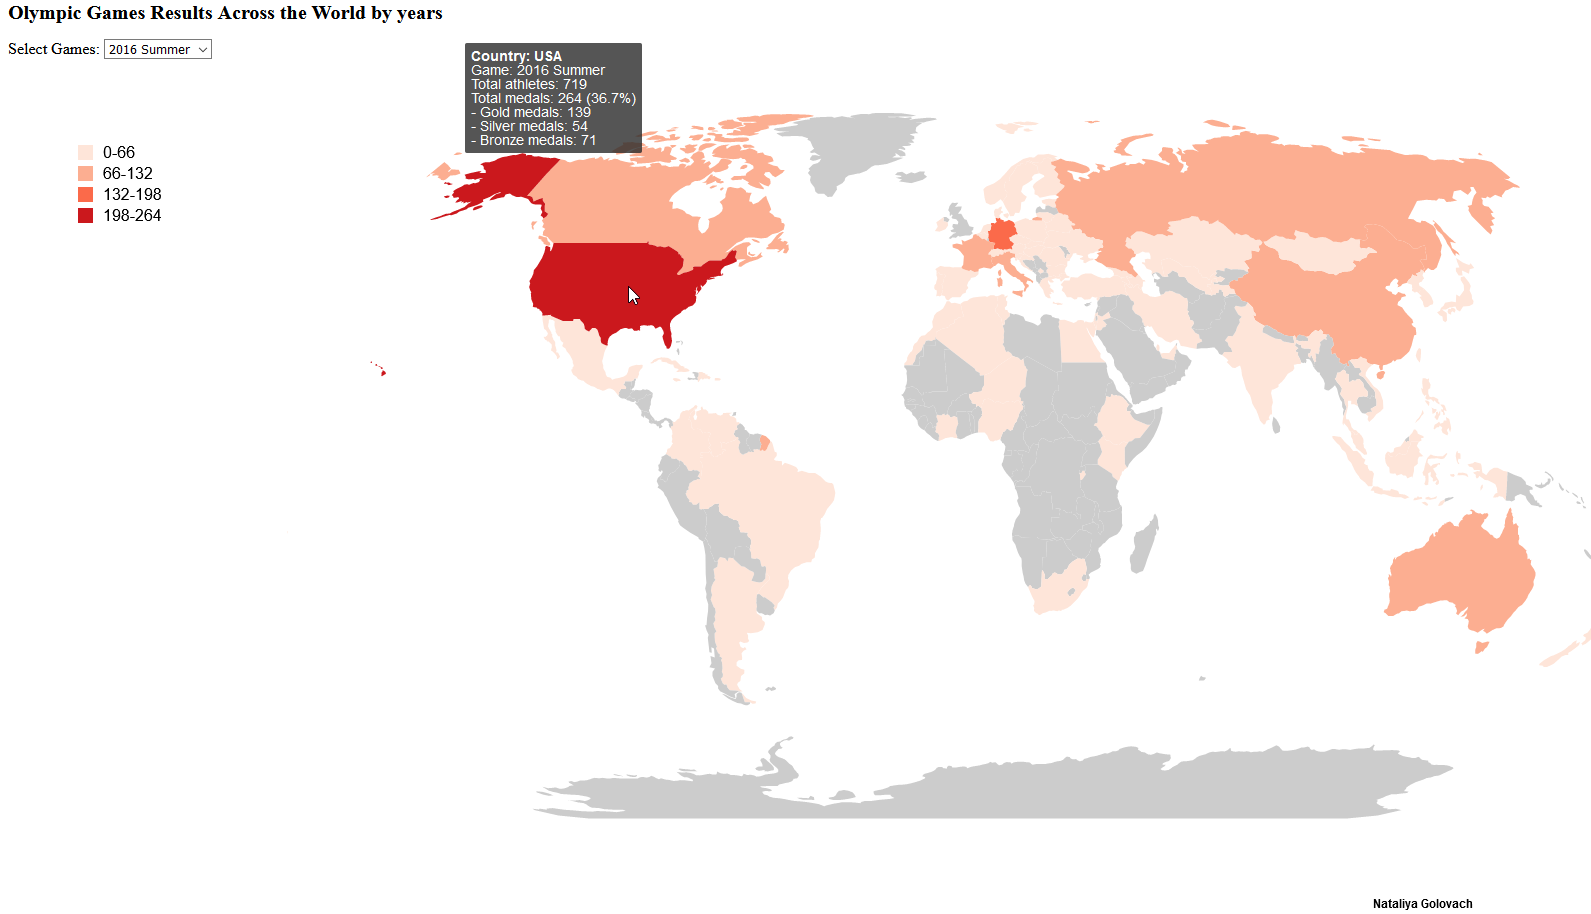 Olympic Games Results Across the World by years
Select Games: 2016 Summer
Country: USA
Game: 2016 Summer
Total athletes: 719
Total medals: 264 (36.7%)
- Gold medals: 139
- Silver medals: 54
- Bronze medals: 71
0-66
66-132
132-198
198-264
Nataliya Golovach